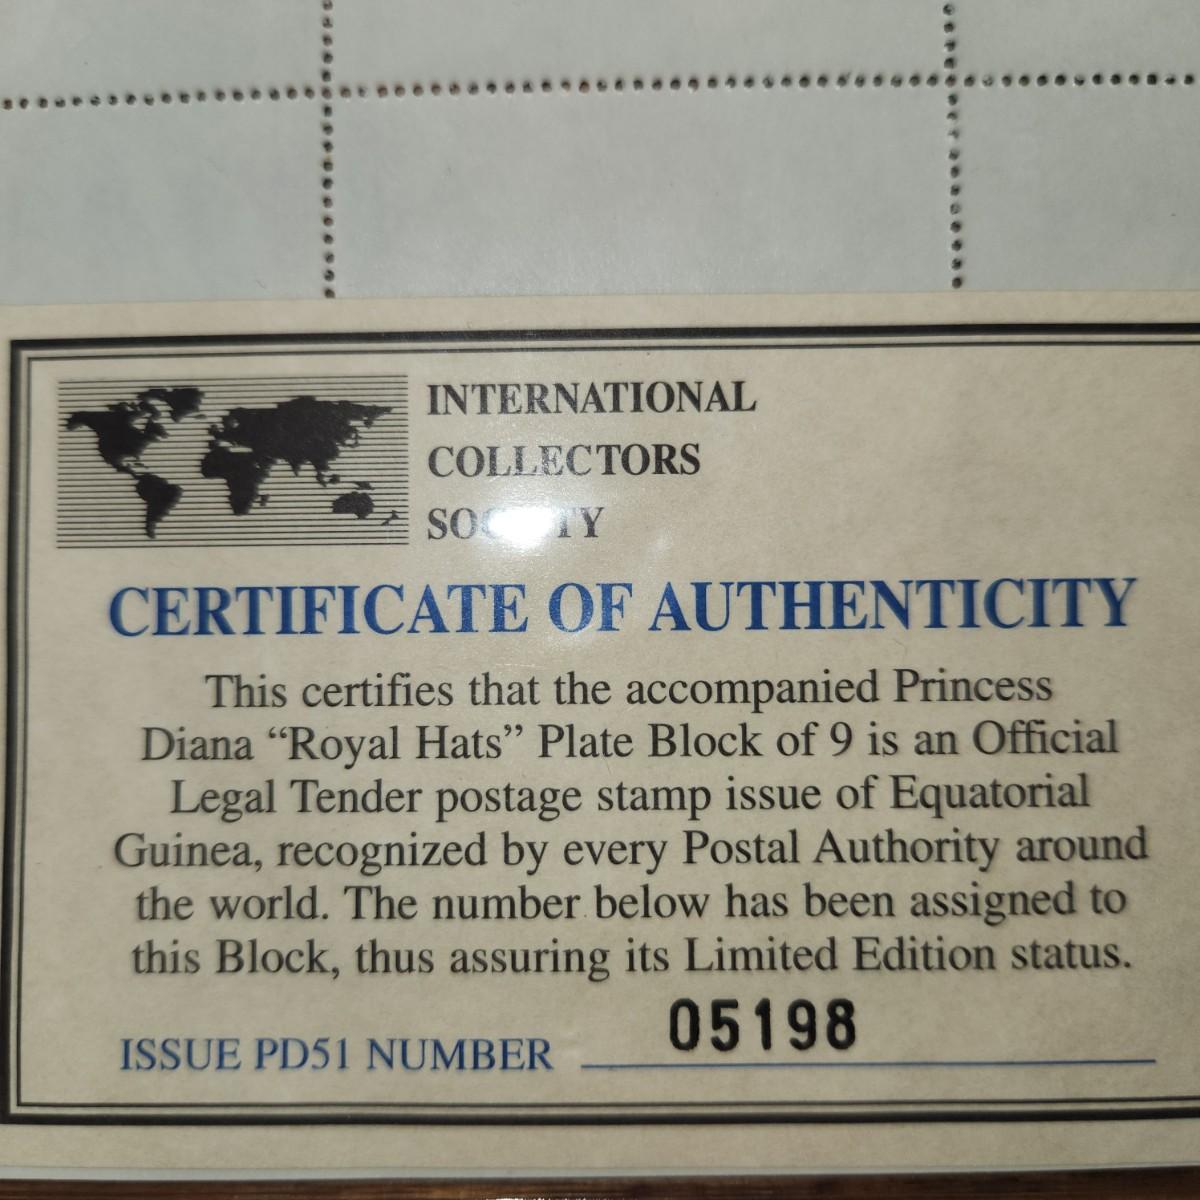 INTERNATIONAL
COLLECTORS
SOCIETY
CERTIFICATE OF AUTHENTICITY
This certifies that the accompanied Princess
Diana “Royal Hats” Plate Block of 9 is an Official
Legal Tender postage stamp issue of Equatorial
Guinea, recognized by every Postal Authority around
the world. The number below has been assigned to
this Block, thus assuring its Limited Edition status.
ISSUE PD51 NUMBER 05198